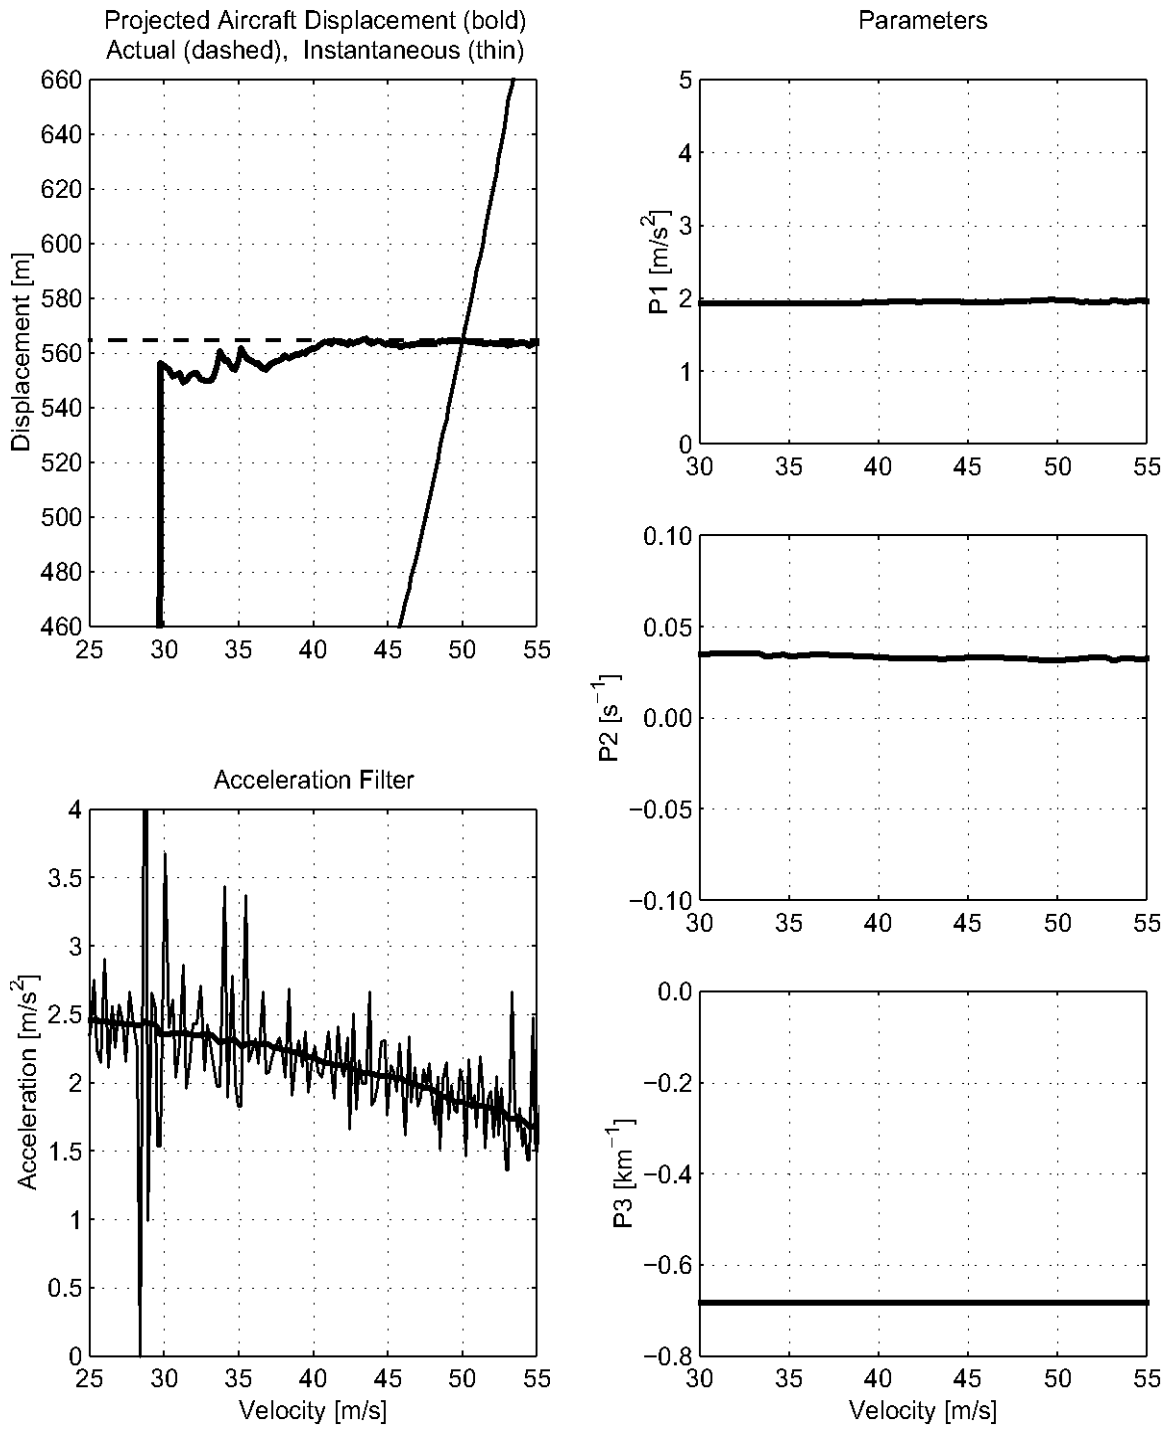 Projected Aircraft Displacement (bold)
Actual (dashed),  Instantaneous (thin)
660
640
620
600
580
560
540
520
500
480
460
Displacement [m]
25 30 35 40 45 50 55
Acceleration Filter
4
3.5
3
2.5
2
1.5
1
0.5
0
Acceleration [m/s²]
25 30 35 40 45 50 55
Velocity [m/s]
Parameters
5
4
3
2
1
0
P1 [m/s²]
30 35 40 45 50 55
0.10
0.05
0.00
−0.05
−0.10
P2 [s⁻¹]
30 35 40 45 50 55
0.0
−0.2
−0.4
−0.6
−0.8
P3 [km⁻¹]
30 35 40 45 50 55
Velocity [m/s]